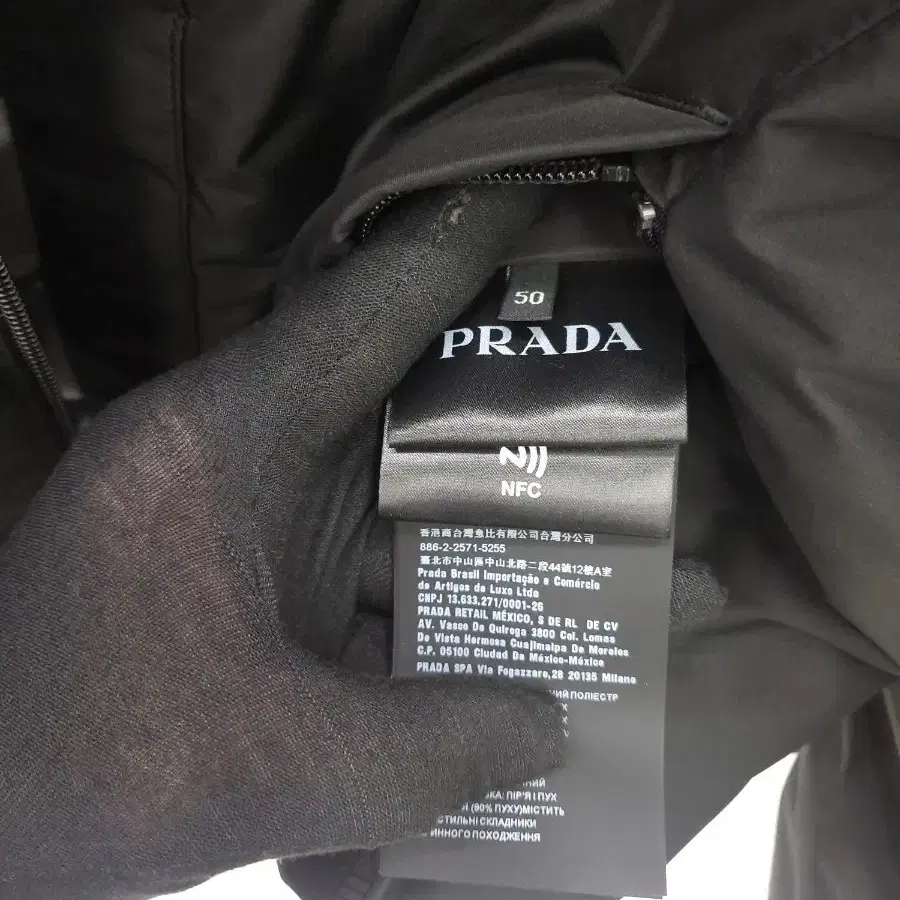 50
PRADA
NFC
香港商台灣魚比有限公司台灣分公司
886-2-2571-5255
臺北市中山區中山北路二段44號12樓A室
Prada Brasil Importação e Comércio
de Artigos de Luxo Ltda
CNPJ 13.633.271/0001-26
PRADA RETAIL MÉXICO, S DE RL DE CV
AV. Vasco De Quiroga 3800 Col. Lomas
De Vista Hermosa Cuajimalpa De Morelos
C.P. 05100 Ciudad De México-México
PRADA SPA Via Fogazzaro,28 20135 Milano
ПОЛІЕСТР
ПІР'Я І ПУХ
(90% ПУХУ)МІСТИТЬ
СКЛАДНИКИ
ПОХОДЖЕННЯ